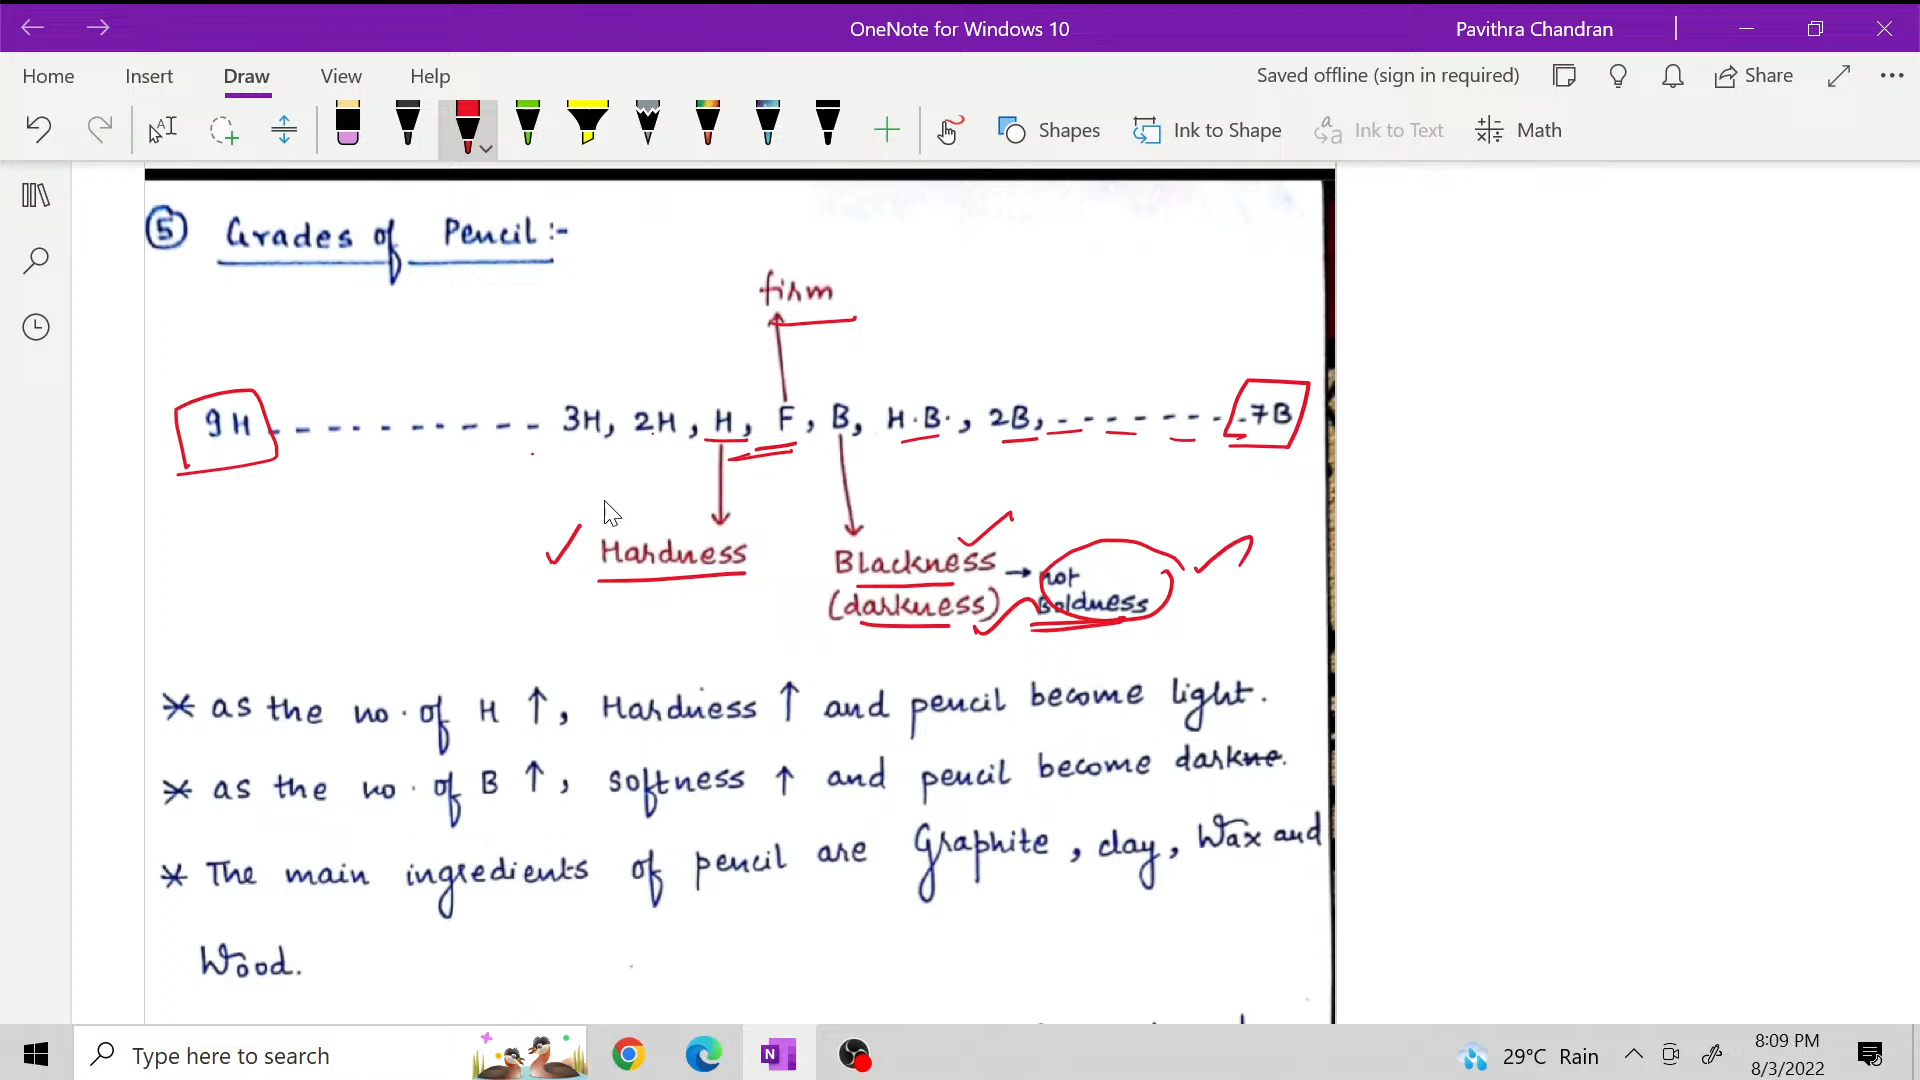 OneNote for Windows 10
Pavithra Chandran
Home Insert Draw View Help
Saved offline (sign in required)
Share
Shapes
Ink to Shape
Ink to Text
Math
5 Grades of Pencil :-
firm
9H - - - - - - - - - - 3H, 2H, H, F, B, H.B., 2B, - - - - - - - 7B
Hardness
Blackness → not
(darkness) Boldness
* as the no. of H ↑, Hardness ↑ and pencil become light.
* as the no. of B ↑, softness ↑ and pencil become darkne.
* The main ingredients of pencil are Graphite, clay, Wax and
Wood.
Type here to search
29°C Rain
8:09 PM
8/3/2022